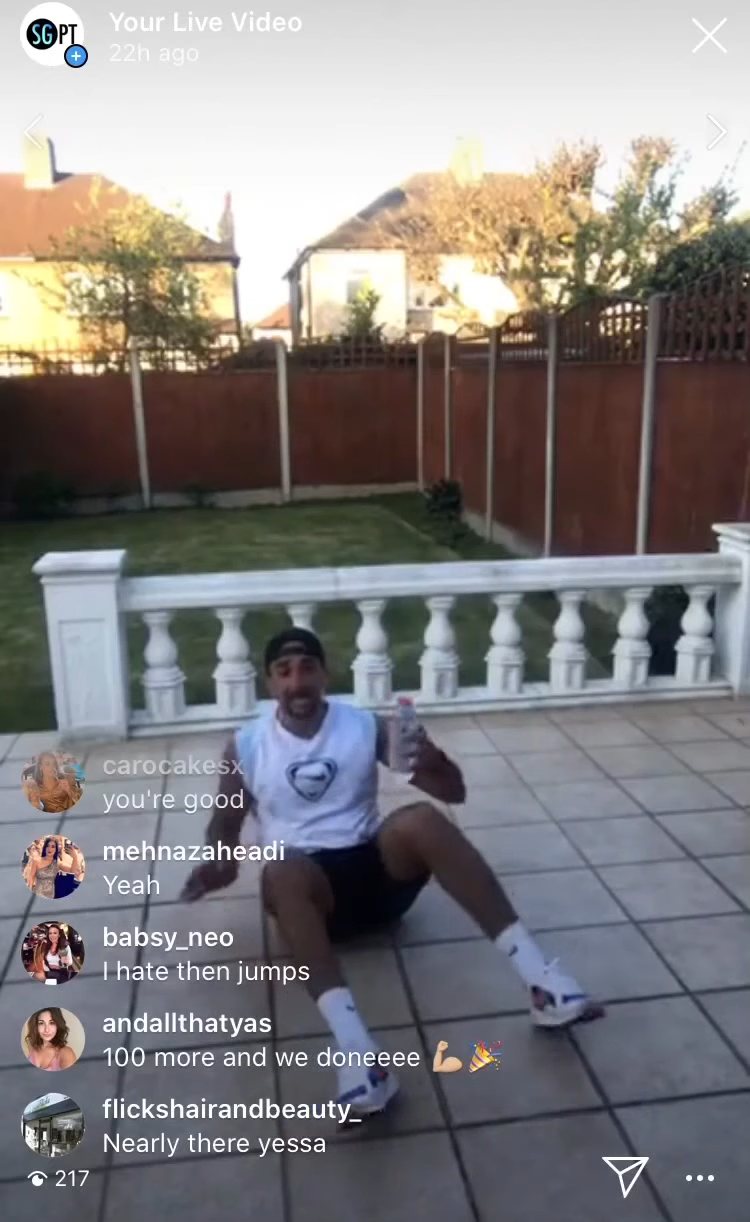 SGPT
Your Live Video
22h ago
carocakesx
you're good
mehnazaheadi
Yeah
babsy_neo
I hate then jumps
andallthatyas
100 more and we doneeee 💪🏼 🎉
flickshairandbeauty_
Nearly there yessa
217